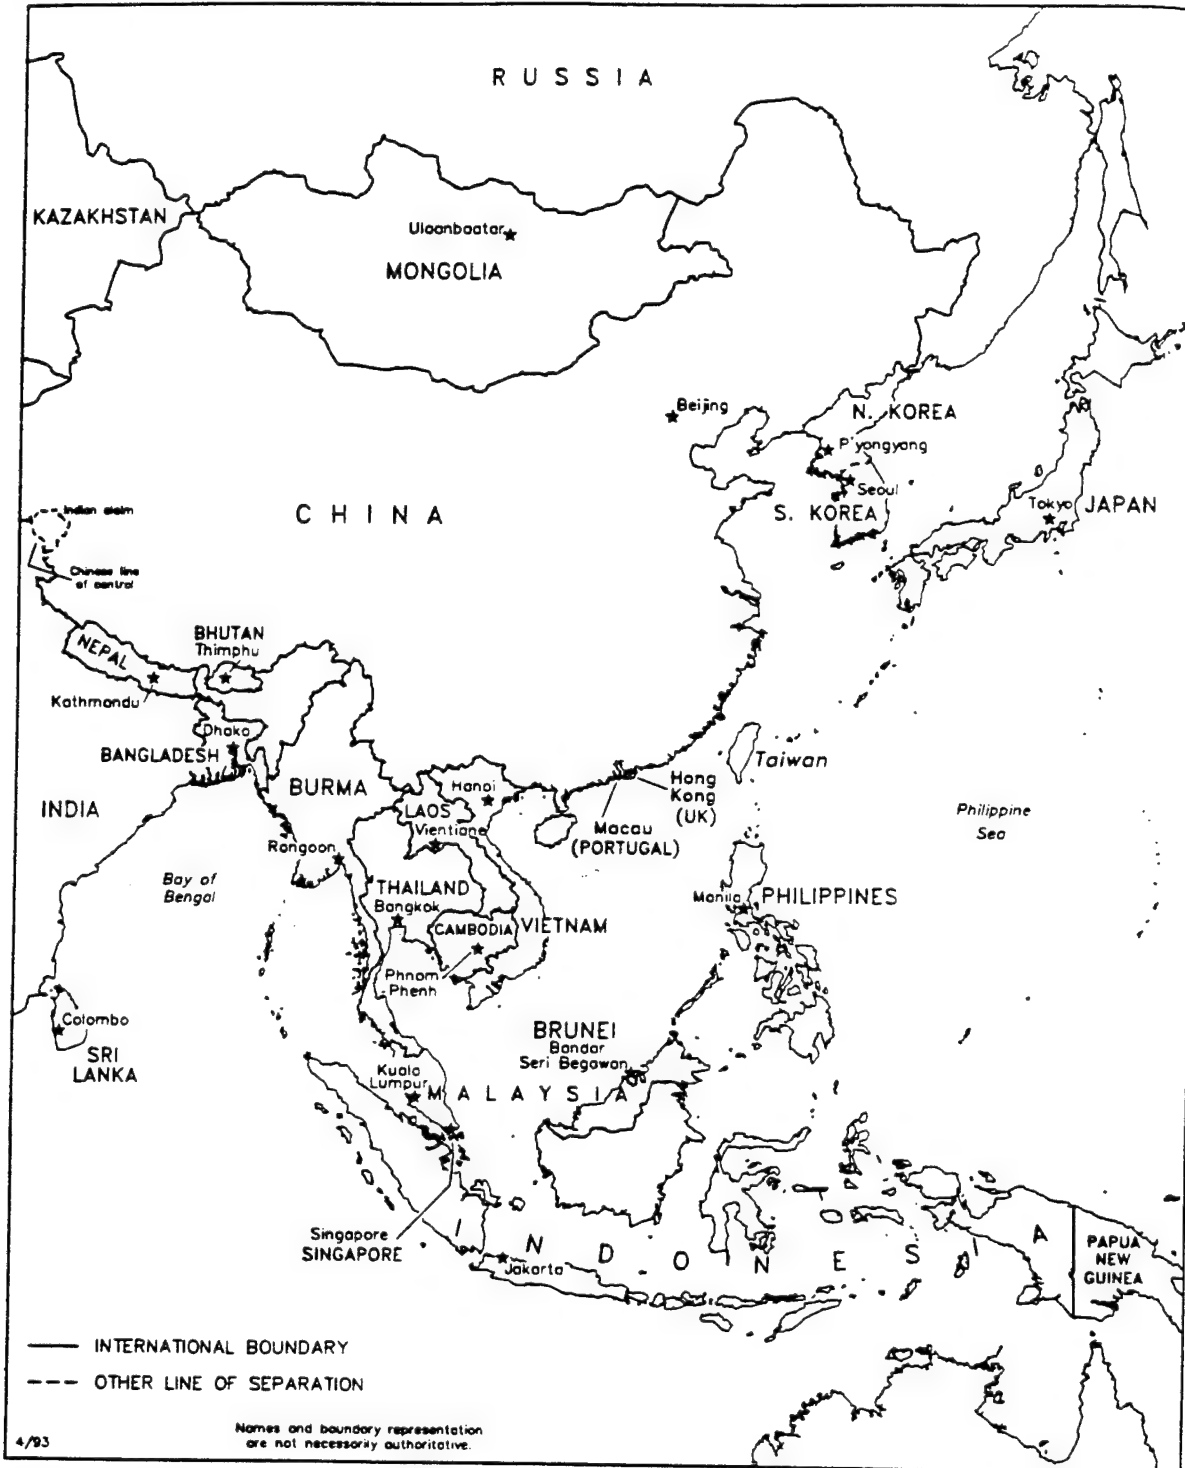 RUSSIA
KAZAKHSTAN
Ulaanbaatar
MONGOLIA
Beijing
N. KOREA
P'yongyang
Seoul
S. KOREA
Tokyo
JAPAN
CHINA
Indian claim
Chinese line
of control
NEPAL
BHUTAN
Thimphu
Kathmandu
Dhaka
BANGLADESH
INDIA
BURMA
Hanoi
LAOS
Vientiane
Rangoon
Taiwan
Hong
Kong
(UK)
Macau
(PORTUGAL)
Philippine
Sea
Bay of
Bengal
THAILAND
Bangkok
CAMBODIA
VIETNAM
Phnom
Penh
Manila
PHILIPPINES
Colombo
SRI
LANKA
BRUNEI
Bandar
Seri Begawan
Kuala
Lumpur
MALAYSIA
Singapore
SINGAPORE
INDONESIA
Jakarta
PAPUA
NEW
GUINEA
INTERNATIONAL BOUNDARY
OTHER LINE OF SEPARATION
Names and boundary representation
are not necessarily authoritative.
4/93